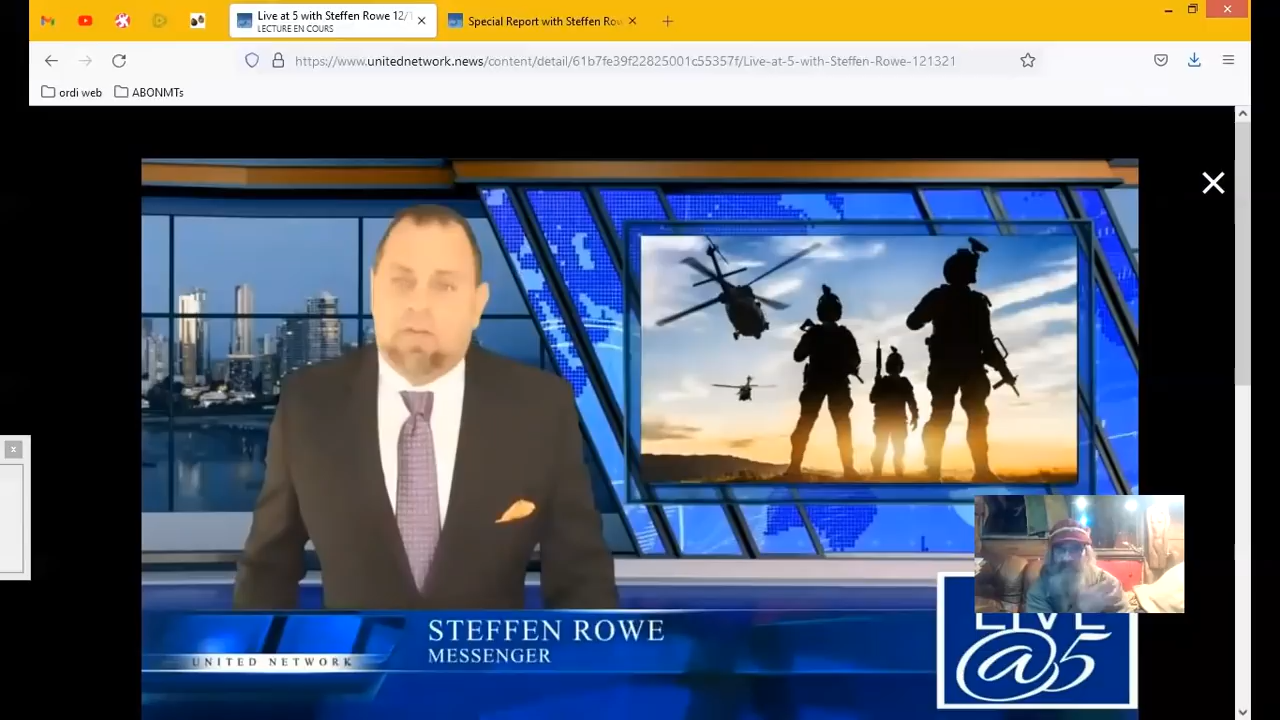 Live at 5 with Steffen Rowe 12/1
LECTURE EN COURS
Special Report with Steffen Row
https://www.unitednetwork.news/content/detail/61b7fe39f22825001c55357f/Live-at-5-with-Steffen-Rowe-121321
ordi web
ABONMTs
STEFFEN ROWE
MESSENGER
UNITED NETWORK
LIVE
@5